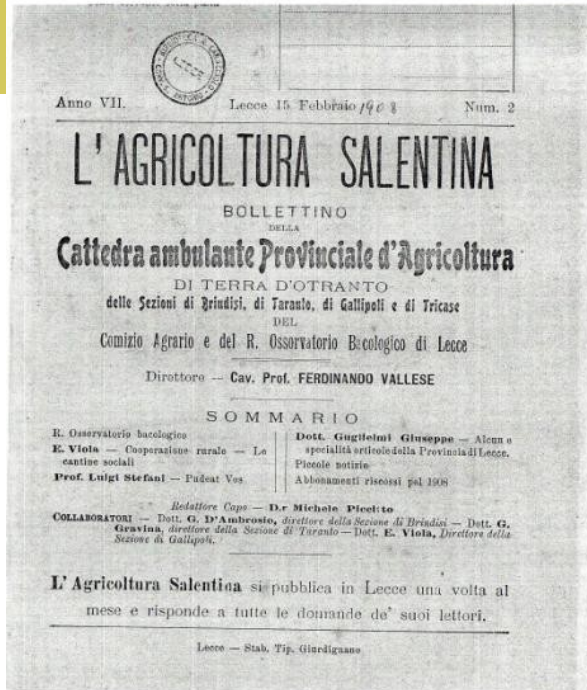 Anno VII. Lecce 15 Febbraio 1908 Num. 2
L'AGRICOLTURA SALENTINA
BOLLETTINO
DELLA
Cattedra ambulante Provinciale d'Agricoltura
DI TERRA D'OTRANTO
delle Sezioni di Brindisi, di Taranto, di Gallipoli e di Tricase
DEL
Comizio Agrario e del R. Osservatorio Bacologico di Lecce
Direttore — Cav. Prof. FERDINANDO VALLESE
SOMMARIO
R. Osservatorio bacologico
E. Viola — Cooperazione rurale — Le
cantine sociali
Prof. Luigi Stefani — Pudeat Vos
Dott. Guglielmi Giuseppe — Alcune
specialità orticole della Provincia di Lecce.
Piccole notizie
Abbonamenti riscossi pel 1908
Redattore Capo — D.r Michele Piccitto
COLLABORATORI — Dott. G. D'Ambrosio, direttore della Sezione di Brindisi — Dott. G.
Gravina, direttore della Sezione di Taranto — Dott. E. Viola, Direttore della
Sezione di Gallipoli.
L'Agricoltura Salentina si pubblica in Lecce una volta al
mese e risponde a tutte le domande de' suoi lettori.
Lecce — Stab. Tip. Giurdignano